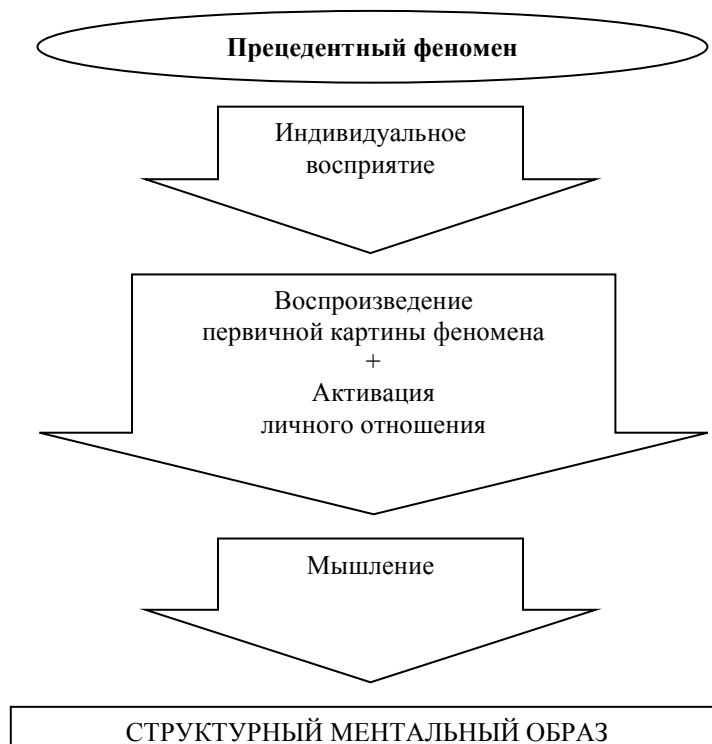 Прецедентный феномен
Индивидуальное
восприятие
Воспроизведение
первичной картины феномена
+
Активация
личного отношения
Мышление
СТРУКТУРНЫЙ МЕНТАЛЬНЫЙ ОБРАЗ